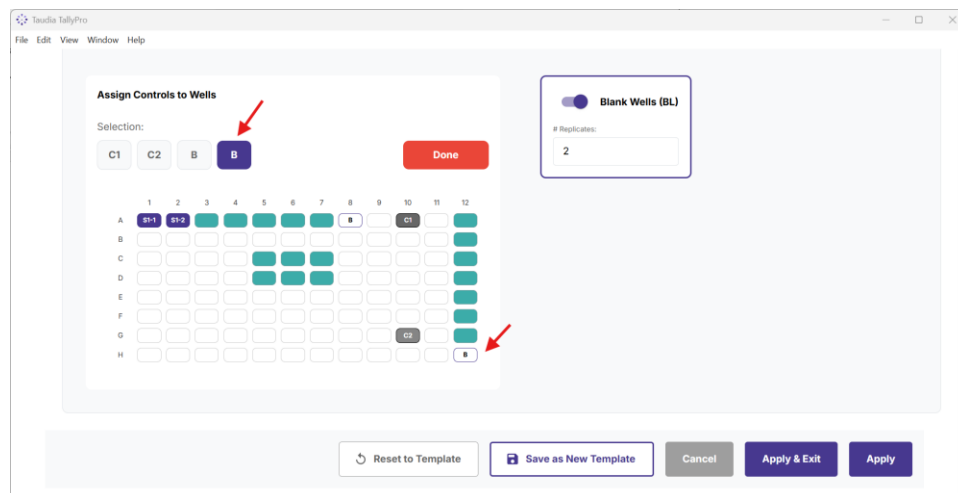 Taudia TallyPro
File Edit View Window Help
Assign Controls to Wells
Selection:
C1 C2 B B
Done
1 2 3 4 5 6 7 8 9 10 11 12
A S1-1 S1-2 B C1
B
C
D
E
F
G C2
H B
Blank Wells (BL)
# Replicates:
2
Reset to Template
Save as New Template
Cancel
Apply & Exit
Apply